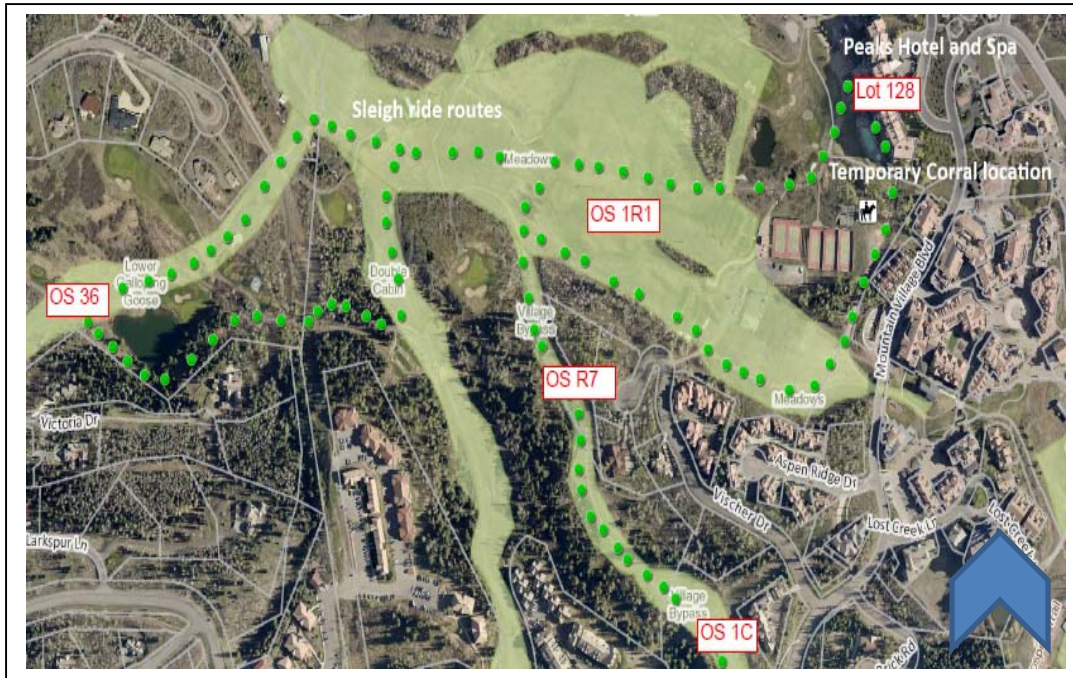 Peaks Hotel and Spa
Lot 128
Sleigh ride routes
Meadows
Temporary Corral location
OS 1R1
Lower
Galloping
Goose
OS 36
Double
Cabin
Village
Bypass
Mountain Village Blvd
OS R7
Meadows
Victoria Dr
Aspen Ridge Dr
Vischer Dr
Lost Creek Ln
Larkspur Ln
Village
Bypass
OS 1C